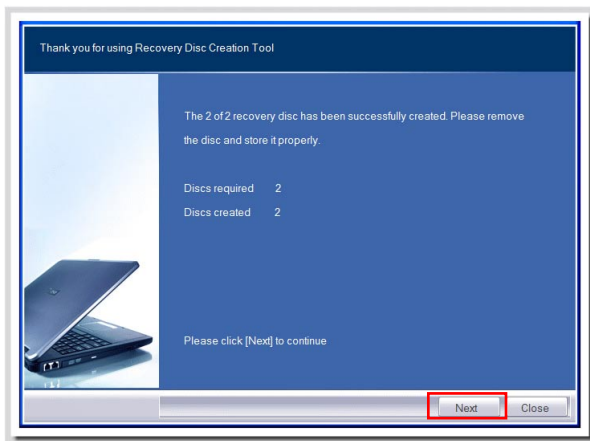 Thank you for using Recovery Disc Creation Tool
The 2 of 2 recovery disc has been successfully created. Please remove
the disc and store it properly.
Discs required 2
Discs created 2
Please click [Next] to continue
Next Close